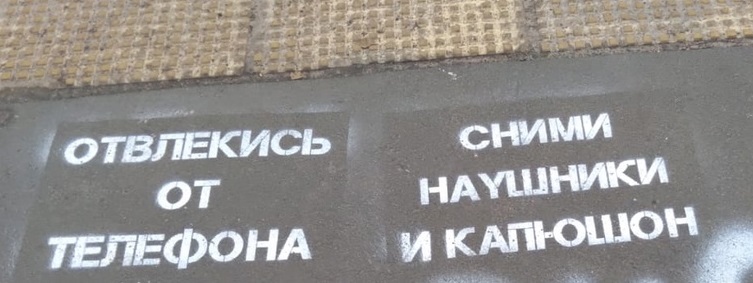 ОТВЛЕКИСЬ
ОТ
ТЕЛЕФОНА
СНИМИ
НАУШНИКИ
И КАПЮШОН